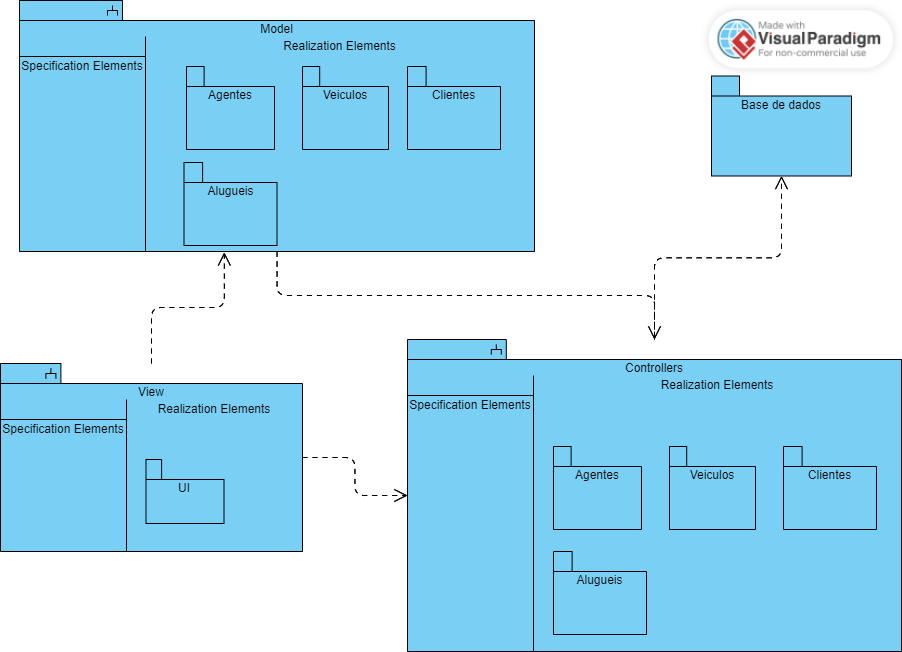 Model
Realization Elements
Specification Elements
Agentes
Veiculos
Clientes
Alugueis
Made with
Visual Paradigm
For non-commercial use
Base de dados
View
Realization Elements
Specification Elements
UI
Controllers
Realization Elements
Specification Elements
Agentes
Veiculos
Clientes
Alugueis